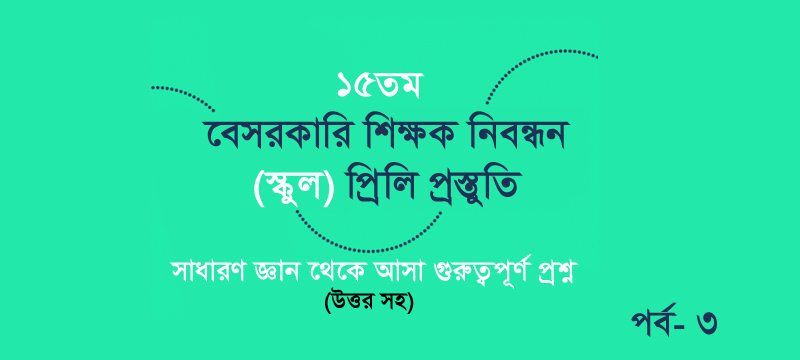 ১৫তম
বেসরকারি শিক্ষক নিবন্ধন
(স্কুল) প্রিলি প্রস্তুতি
সাধারণ জ্ঞান থেকে আসা গুরুত্বপূর্ণ প্রশ্ন
(উত্তর সহ)
পর্ব- ৩